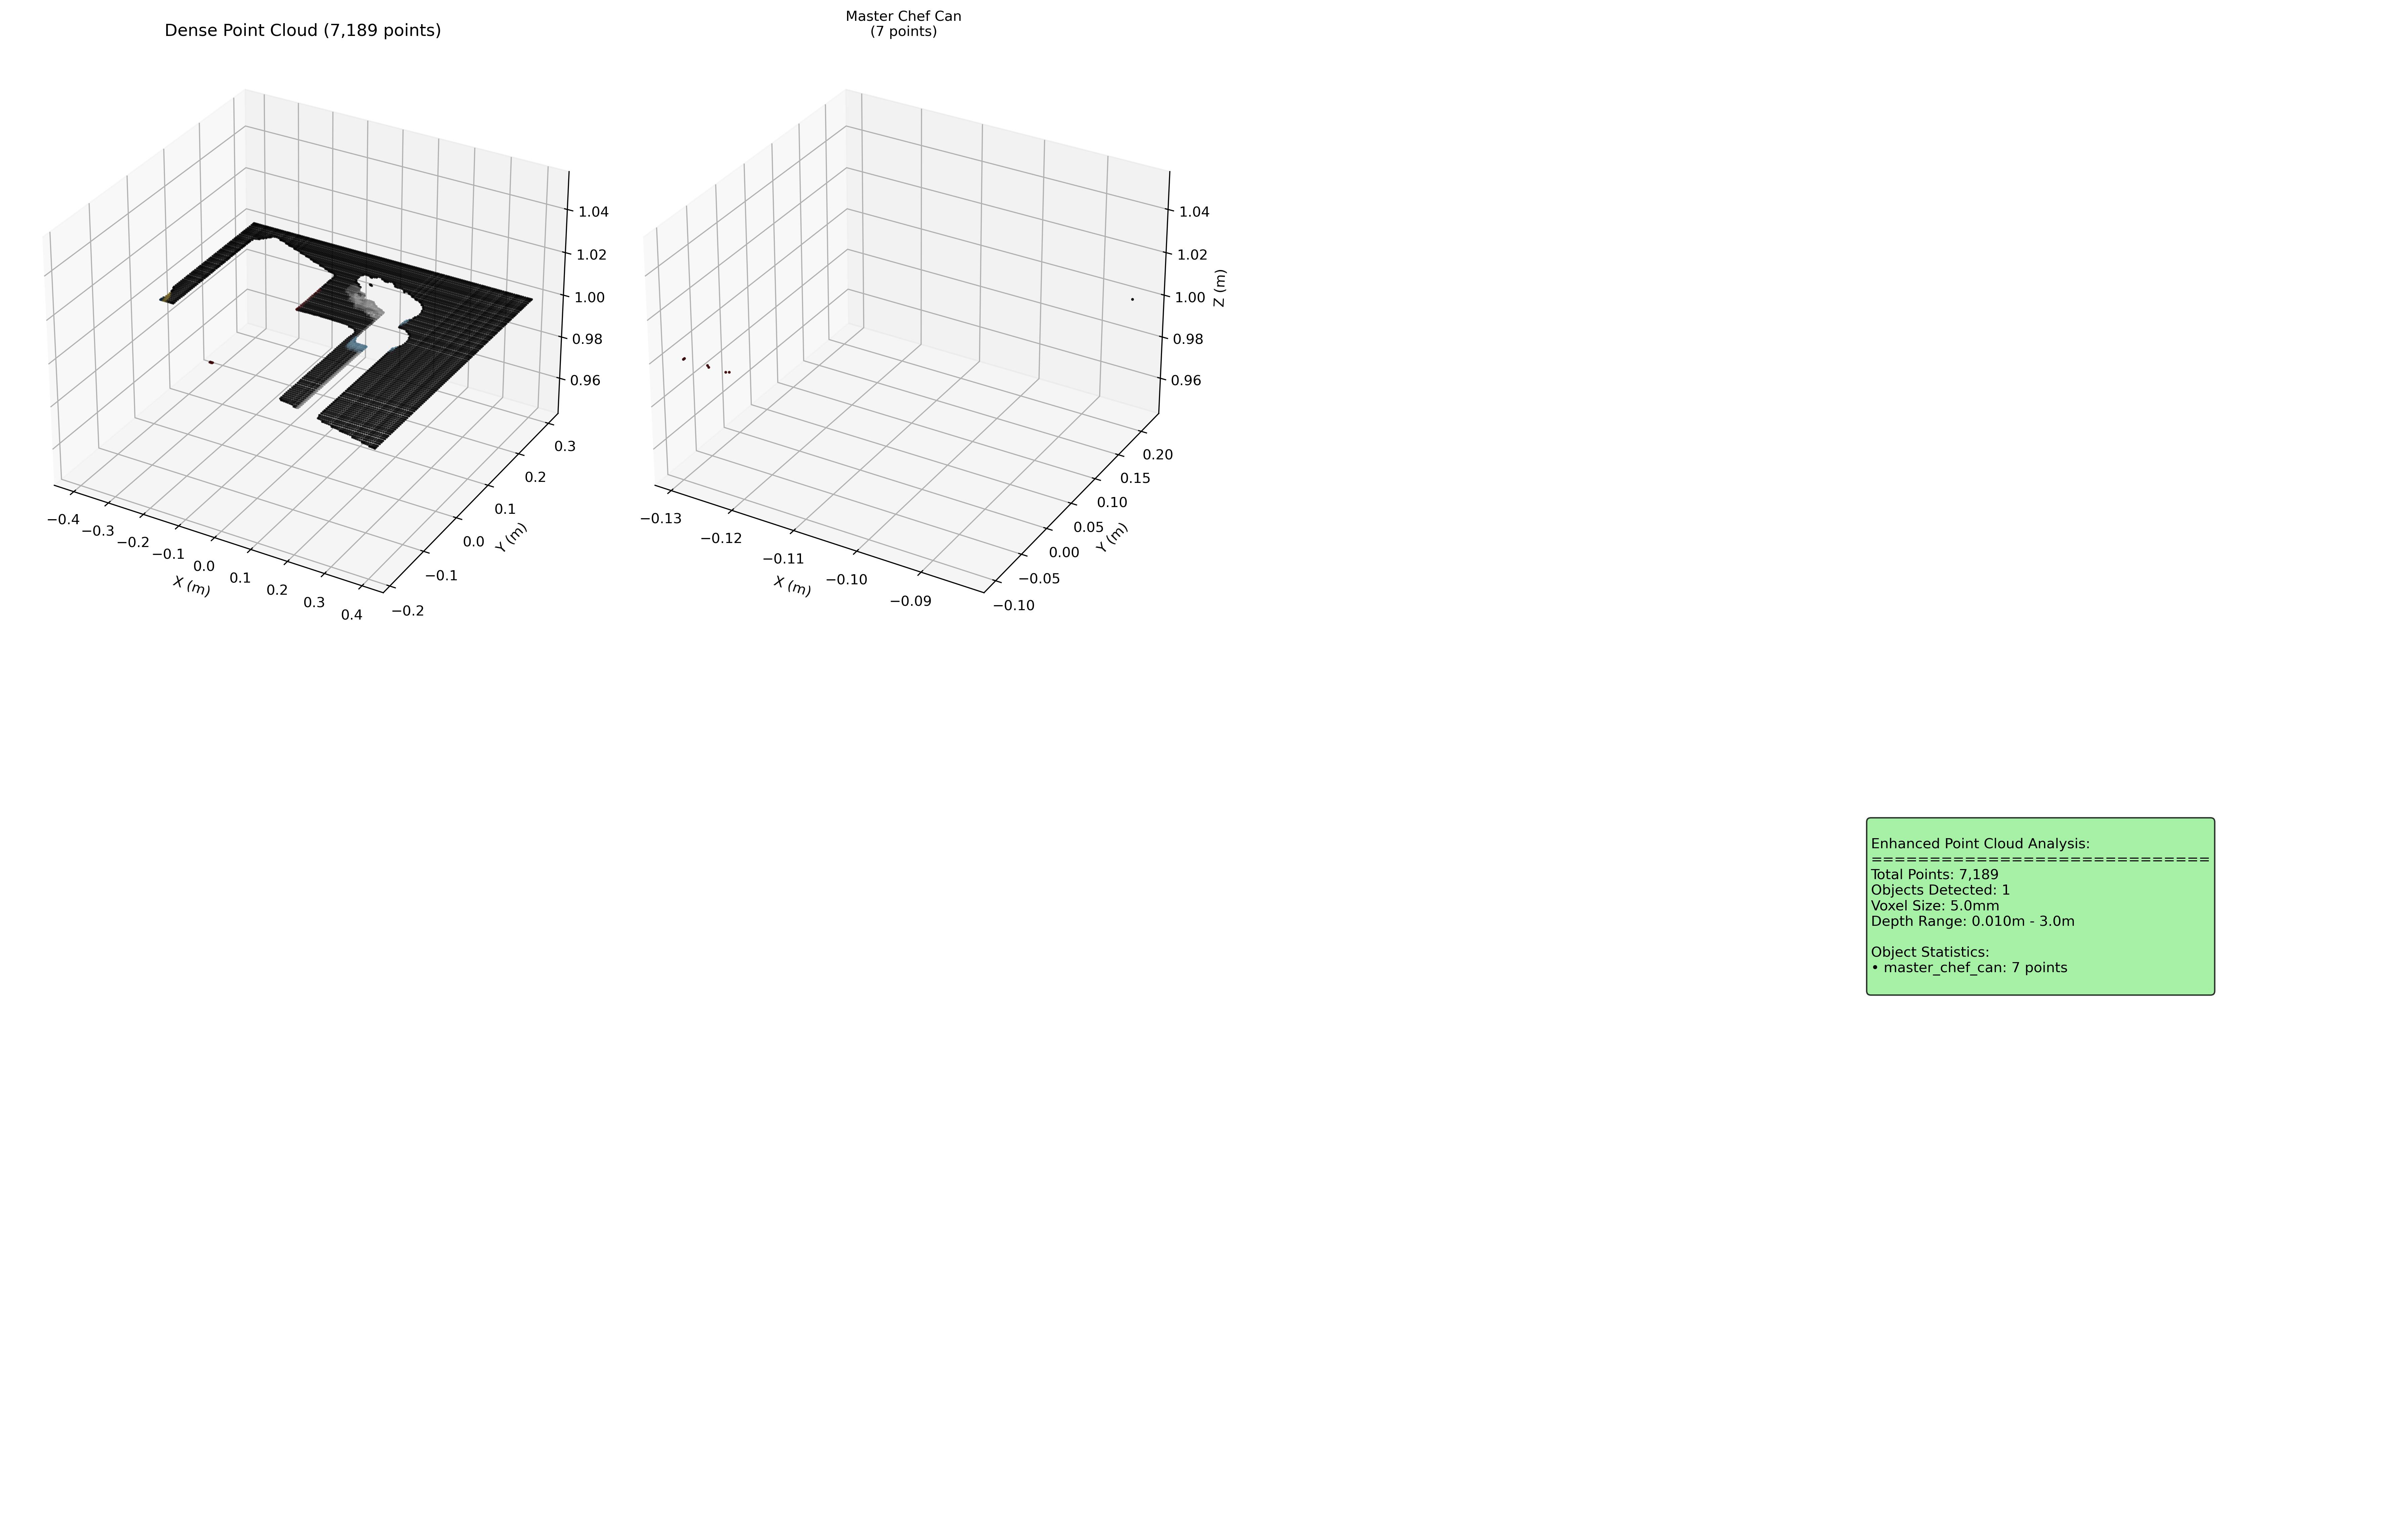 Dense Point Cloud (7,189 points)
1.04
1.02
1.00
0.98
0.96
0.3
0.2
0.1
0.0
−0.1
−0.2
Y (m)
−0.4
−0.3
−0.2
−0.1
0.0
0.1
0.2
0.3
0.4
X (m)
Master Chef Can
(7 points)
1.04
1.02
1.00
0.98
0.96
Z (m)
0.20
0.15
0.10
0.05
0.00
−0.05
−0.10
Y (m)
−0.13
−0.12
−0.11
−0.10
−0.09
X (m)
Enhanced Point Cloud Analysis:
=============================
Total Points: 7,189
Objects Detected: 1
Voxel Size: 5.0mm
Depth Range: 0.010m - 3.0m
Object Statistics:
• master_chef_can: 7 points